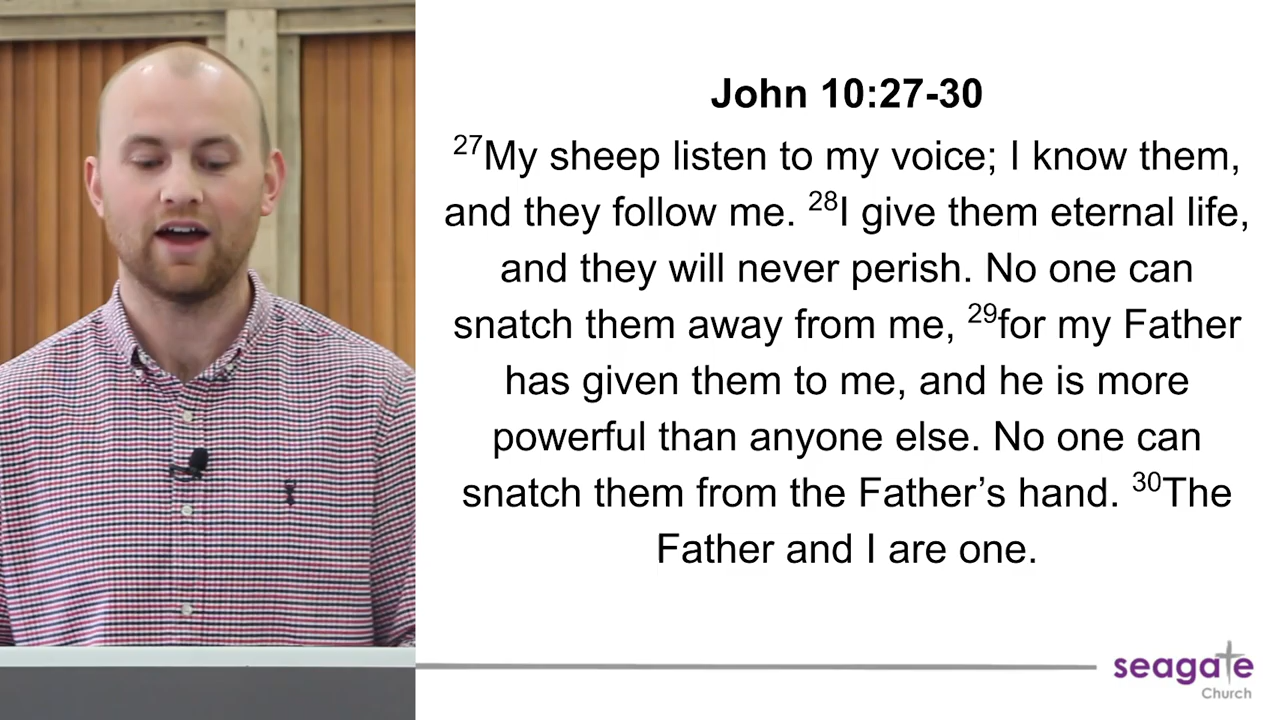 John 10:27-30
27My sheep listen to my voice; I know them,
and they follow me. 28I give them eternal life,
and they will never perish. No one can
snatch them away from me, 29for my Father
has given them to me, and he is more
powerful than anyone else. No one can
snatch them from the Father’s hand. 30The
Father and I are one.
seagate
Church